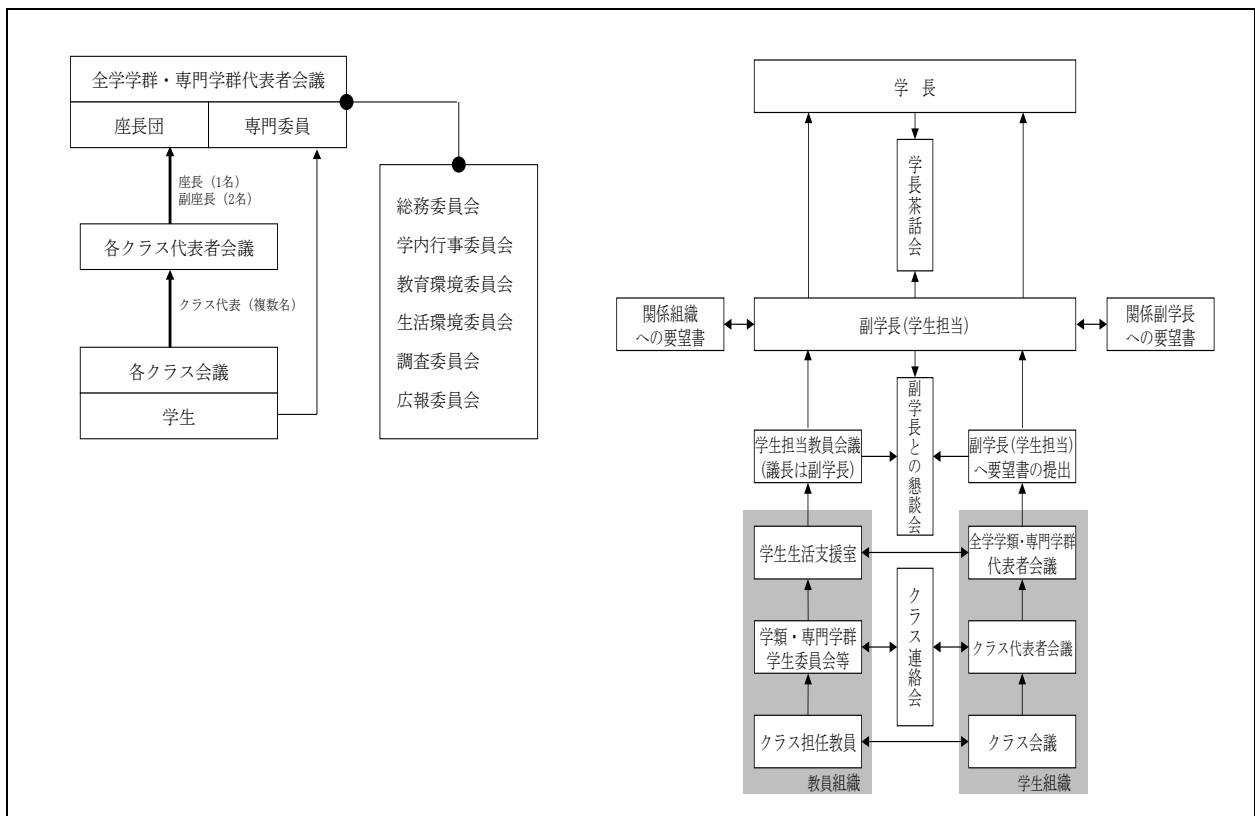 全学学群・専門学群代表者会議
座長団
専門委員
座長（1名）
副座長（2名）
各クラス代表者会議
クラス代表（複数名）
各クラス会議
学生
総務委員会
学内行事委員会
教育環境委員会
生活環境委員会
調査委員会
広報委員会
学 長
学長茶話会
関係組織
への要望書
副学長(学生担当)
関係副学長
への要望書
副学長との懇談会
学生担当教員会議
(議長は副学長)
副学長(学生担当)
へ要望書の提出
学生生活支援室
全学学類・専門学群
代表者会議
クラス連絡会
学類・専門学群
学生委員会等
クラス代表者会議
クラス担任教員
クラス会議
教員組織
学生組織